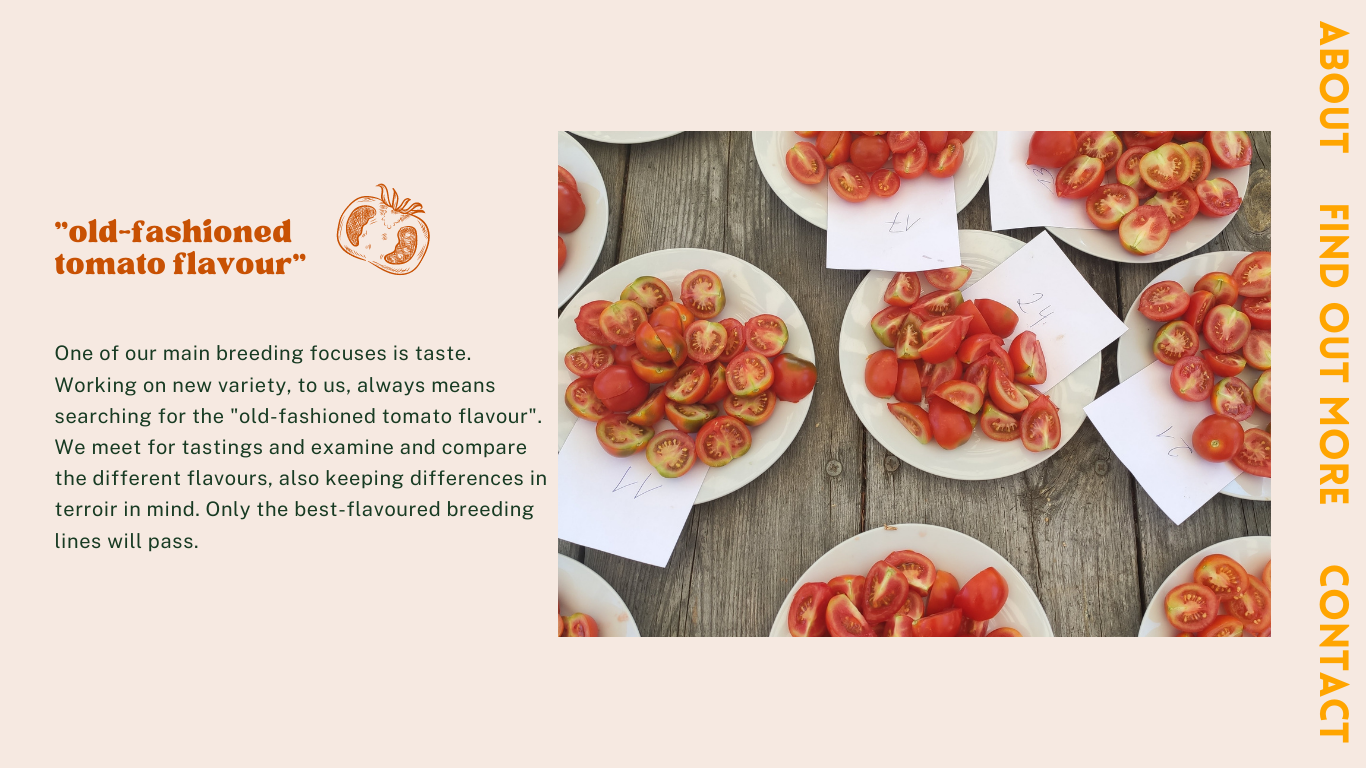 ”old-fashioned
tomato flavour”
One of our main breeding focuses is taste.
Working on new variety, to us, always means
searching for the "old-fashioned tomato flavour".
We meet for tastings and examine and compare
the different flavours, also keeping differences in
terroir in mind. Only the best-flavoured breeding
lines will pass.
17
24.
11
ABOUT
FIND OUT MORE
CONTACT